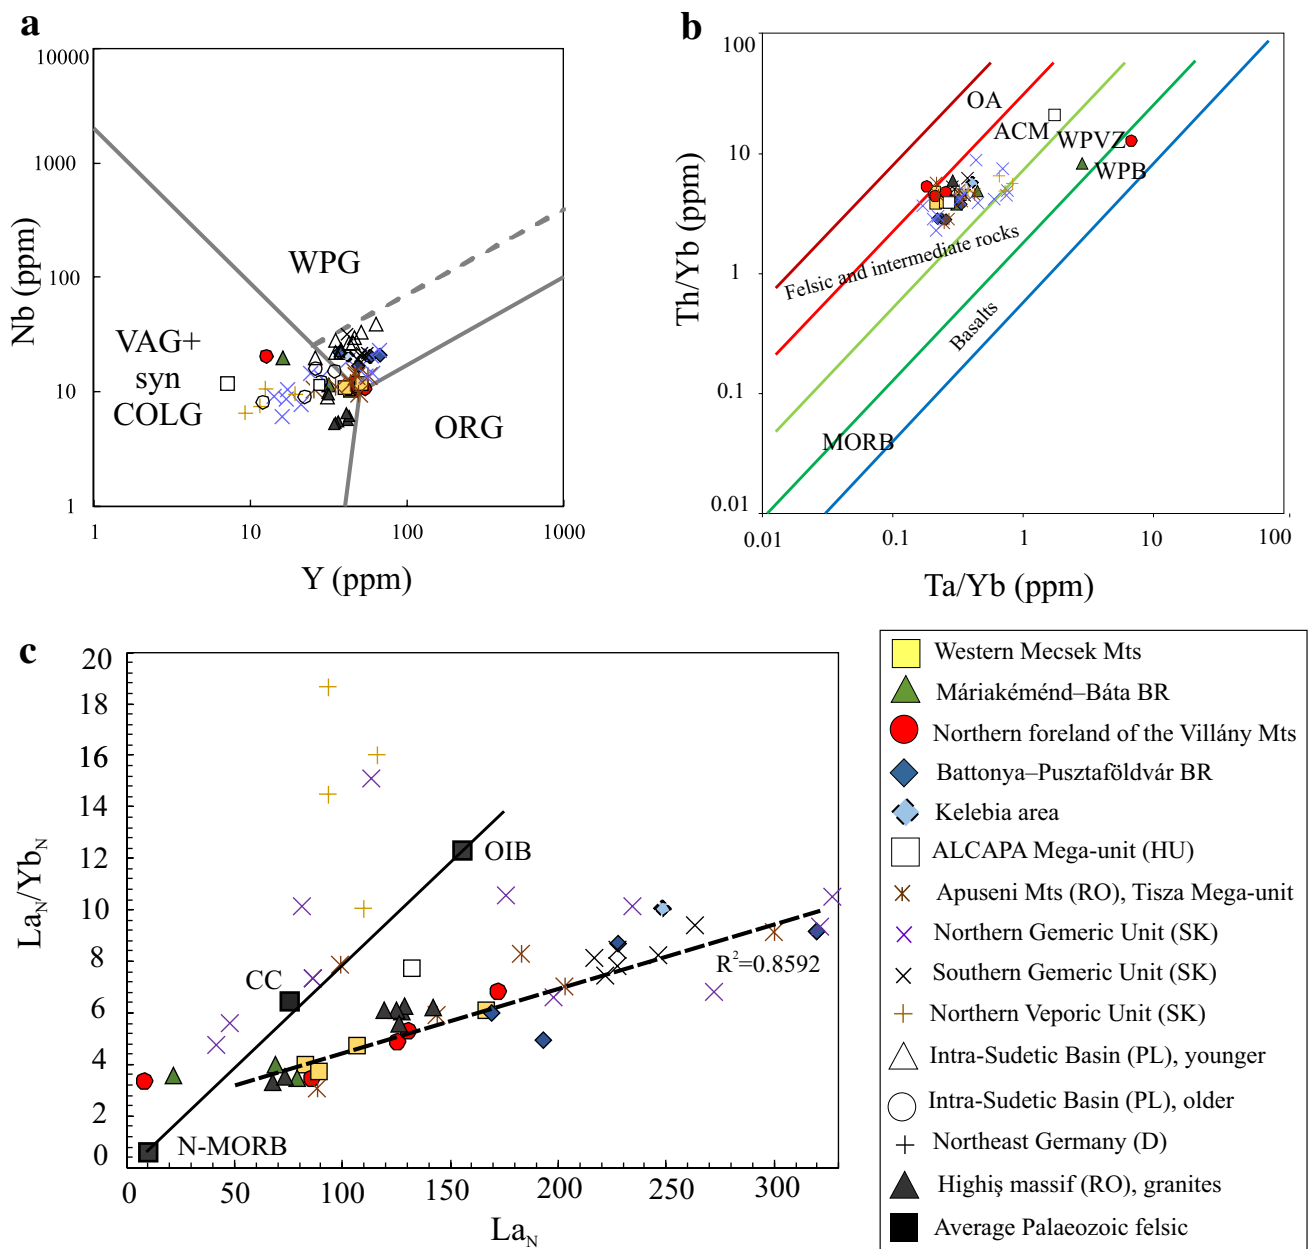 a
10000
1000
100
10
1
Nb (ppm)
WPG
VAG+
syn
COLG
ORG
1
10
100
1000
Y (ppm)
b
100
10
1
0.1
0.01
Th/Yb (ppm)
OA
ACM
WPVZ
WPB
Felsic and intermediate rocks
Basalts
MORB
0.01
0.1
1
10
100
Ta/Yb (ppm)
c
20
18
16
14
12
10
8
6
4
2
0
LaN/YbN
OIB
CC
N-MORB
R²=0.8592
0
50
100
150
200
250
300
LaN
Western Mecsek Mts
Máriakéménd–Báta BR
Northern foreland of the Villány Mts
Battonya–Pusztaföldvár BR
Kelebia area
ALCAPA Mega-unit (HU)
Apuseni Mts (RO), Tisza Mega-unit
Northern Gemeric Unit (SK)
Southern Gemeric Unit (SK)
Northern Veporic Unit (SK)
Intra-Sudetic Basin (PL), younger
Intra-Sudetic Basin (PL), older
Northeast Germany (D)
Highiş massif (RO), granites
Average Palaeozoic felsic